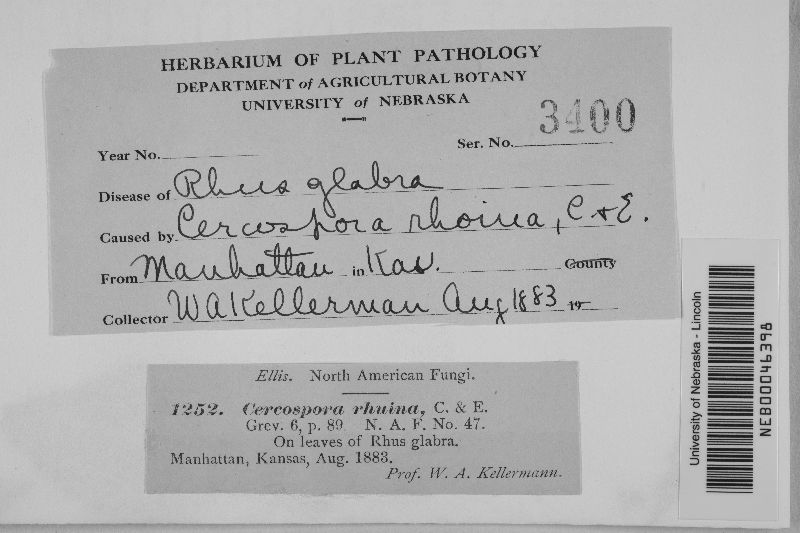 HERBARIUM OF PLANT PATHOLOGY
DEPARTMENT of AGRICULTURAL BOTANY
UNIVERSITY of NEBRASKA
Year No. Ser. No. 3400
Disease of Rhus glabra
Caused by Cercospora rhoina, C & E.
From Manhattan in Kas. County
Collector W A Kellerman Aug 1883 19
Ellis. North American Fungi.
1252. Cercospora rhuina, C. & E.
Grev. 6, p. 89 N. A. F. No. 47.
On leaves of Rhus glabra.
Manhattan, Kansas, Aug. 1883.
Prof. W. A. Kellermann.
University of Nebraska - Lincoln
NEB00046398